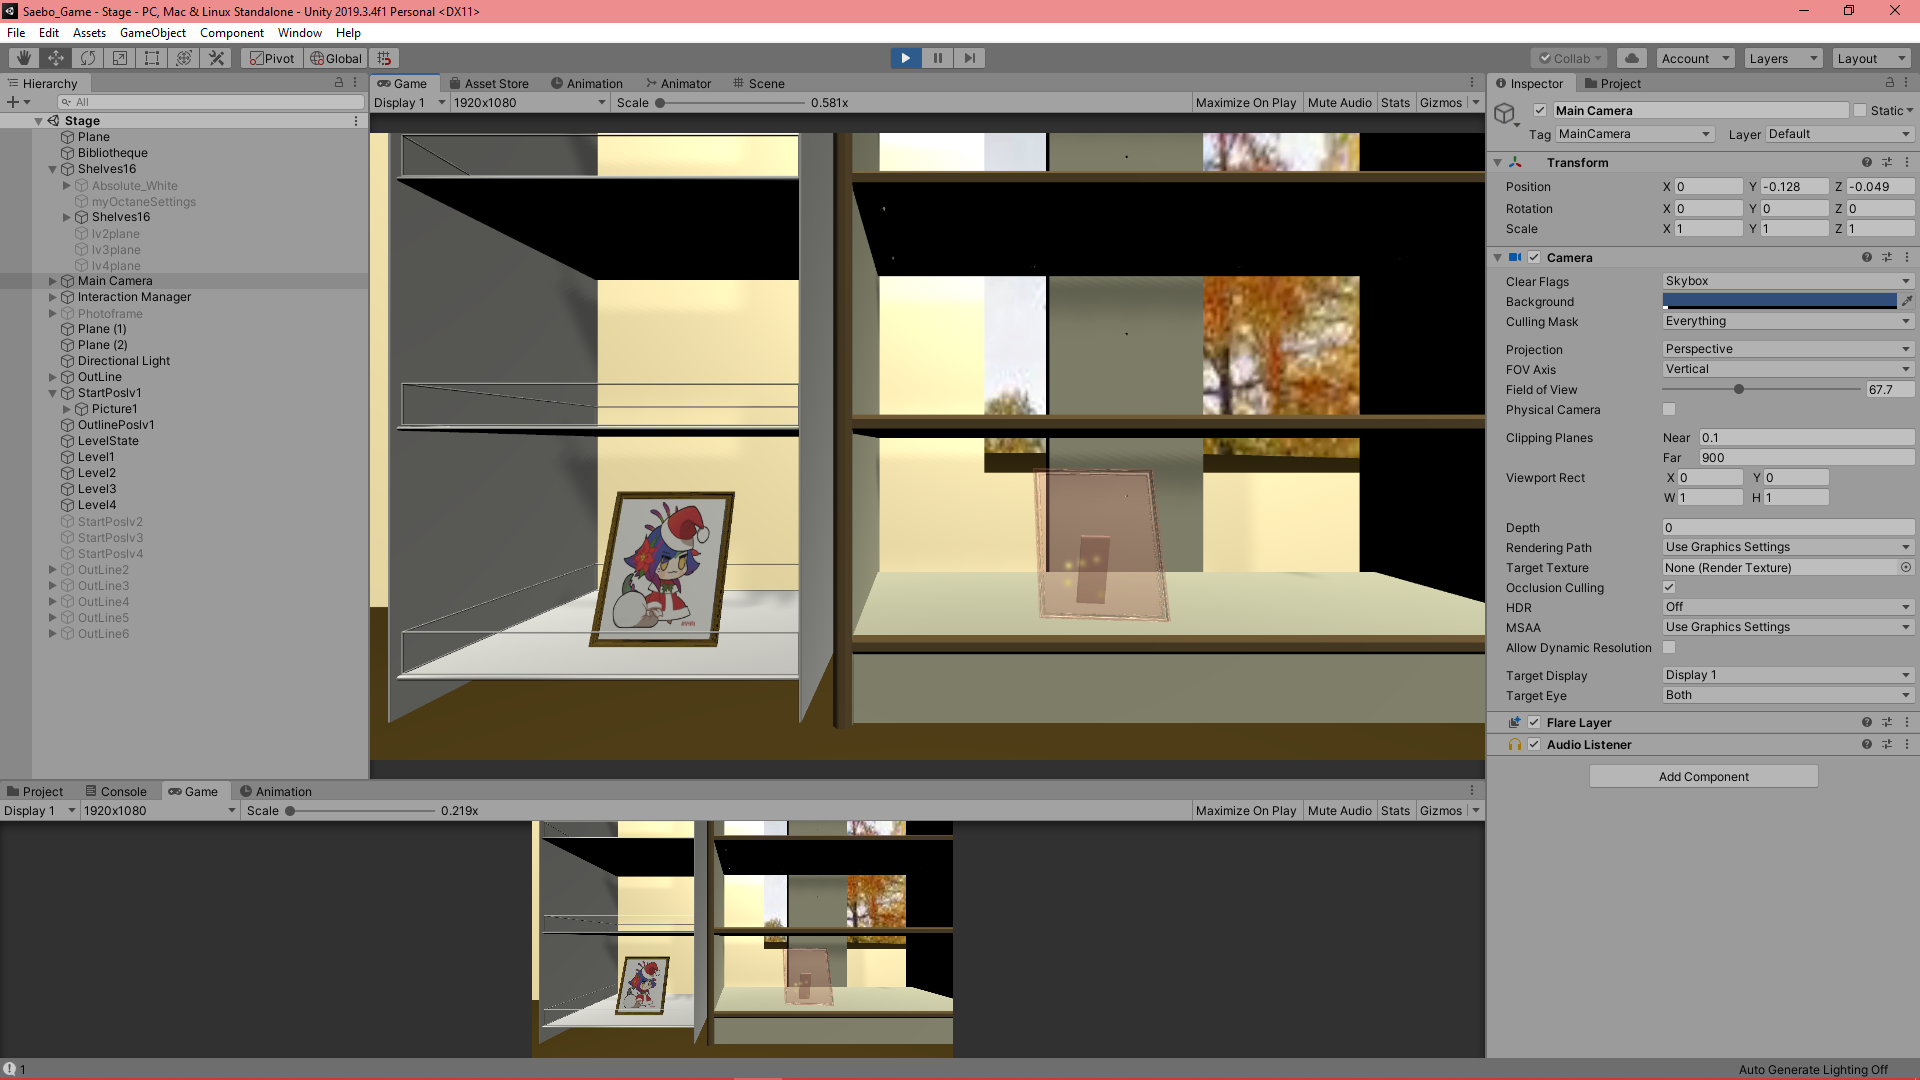 Saebo_Game - Stage - PC, Mac & Linux Standalone - Unity 2019.3.4f1 Personal <DX11>
File Edit Assets GameObject Component Window Help
Pivot Global Collab Account Layers Layout
Hierarchy
All
Stage
Plane
Bibliotheque
Shelves16
Absolute_White
myOctaneSettings
Shelves16
lv2plane
lv3plane
lv4plane
Main Camera
Interaction Manager
Photoframe
Plane (1)
Plane (2)
Directional Light
OutLine
StartPoslv1
Picture1
OutlinePoslv1
LevelState
Level1
Level2
Level3
Level4
StartPoslv2
StartPoslv3
StartPoslv4
OutLine2
OutLine3
OutLine4
OutLine5
OutLine6
Game Asset Store Animation Animator Scene
Display 1 1920x1080 Scale 0.581x Maximize On Play Mute Audio Stats Gizmos
Inspector Project
Main Camera Static
Tag MainCamera Layer Default
Transform
Position X 0 Y -0.128 Z -0.049
Rotation X 0 Y 0 Z 0
Scale X 1 Y 1 Z 1
Camera
Clear Flags Skybox
Background
Culling Mask Everything
Projection Perspective
FOV Axis Vertical
Field of View 67.7
Physical Camera
Clipping Planes Near 0.1
Far 900
Viewport Rect X 0 Y 0
W 1 H 1
Depth 0
Rendering Path Use Graphics Settings
Target Texture None (Render Texture)
Occlusion Culling
HDR Off
MSAA Use Graphics Settings
Allow Dynamic Resolution
Target Display Display 1
Target Eye Both
Flare Layer
Audio Listener
Add Component
Project Console Game Animation
Display 1 1920x1080 Scale 0.219x Maximize On Play Mute Audio Stats Gizmos
1
Auto Generate Lighting Off